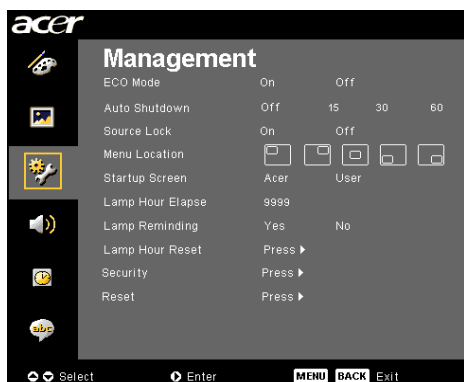 acer
Management
ECO Mode On Off
Auto Shutdown Off 15 30 60
Source Lock On Off
Menu Location
Startup Screen Acer User
Lamp Hour Elapse 9999
Lamp Reminding Yes No
Lamp Hour Reset Press
Security Press
Reset Press
abc
Select Enter MENU BACK Exit